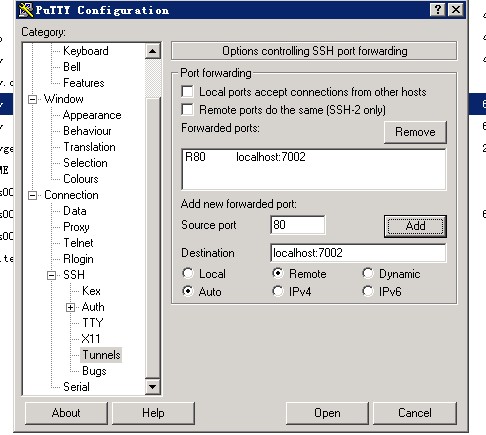 PuTTY Configuration
Category:
Keyboard
Bell
Features
Window
Appearance
Behaviour
Translation
Selection
Colours
Connection
Data
Proxy
Telnet
Rlogin
SSH
Kex
Auth
TTY
X11
Tunnels
Bugs
Serial
Options controlling SSH port forwarding
Port forwarding
Local ports accept connections from other hosts
Remote ports do the same (SSH-2 only)
Forwarded ports:
Remove
R80 localhost:7002
Add new forwarded port:
Source port 80 Add
Destination localhost:7002
Local Remote Dynamic
Auto IPv4 IPv6
About Help Open Cancel